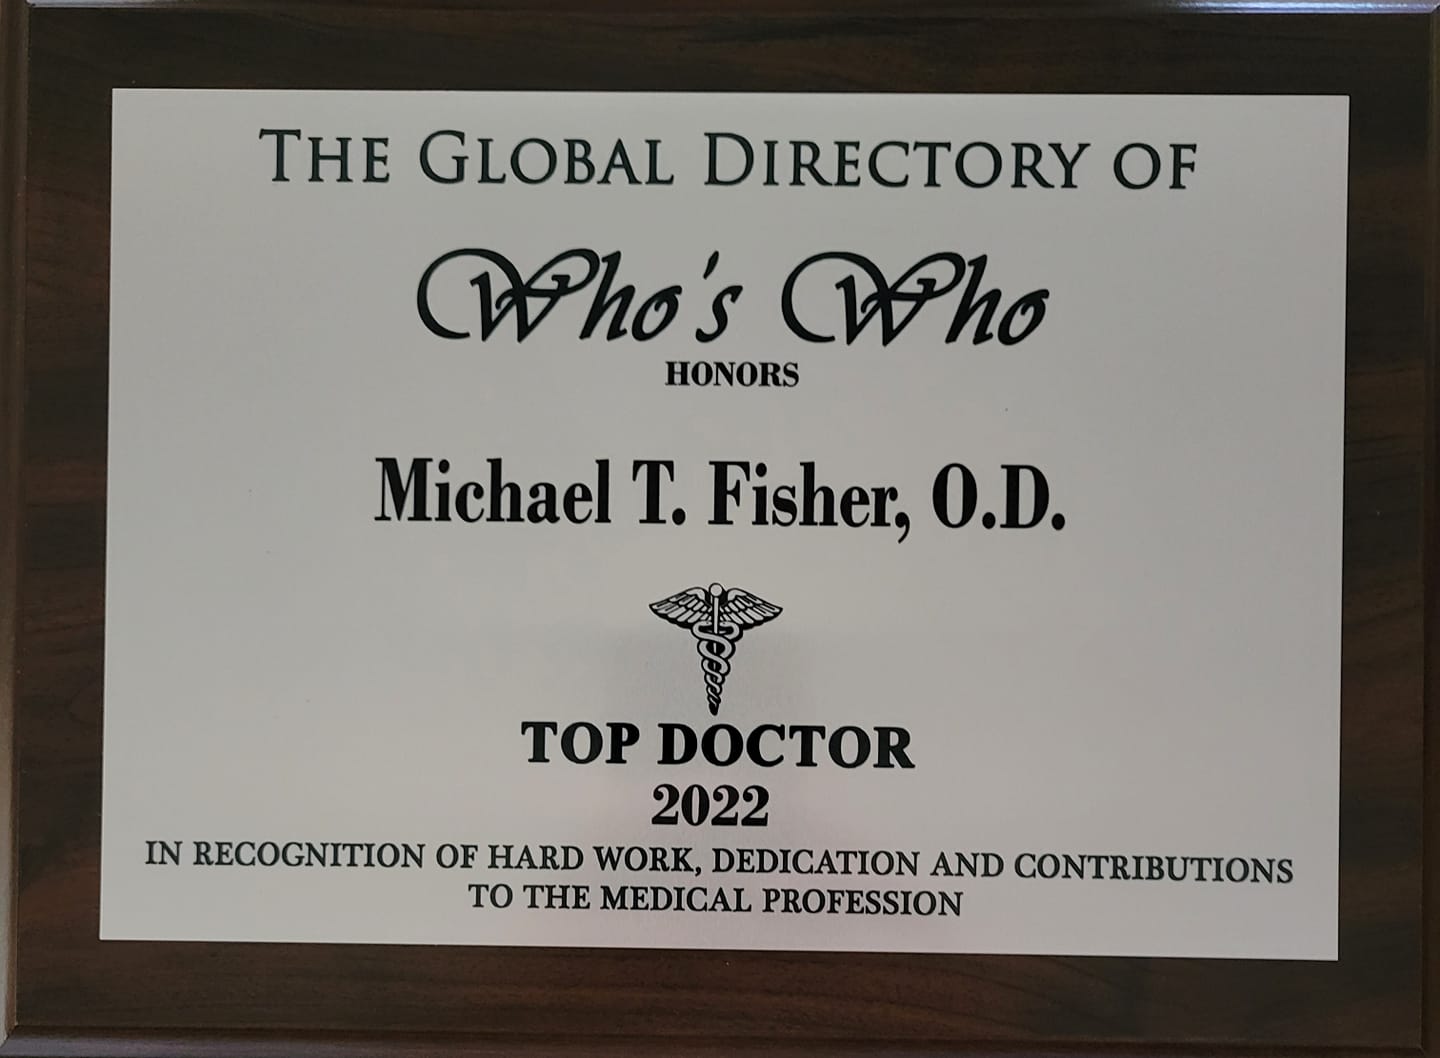 THE GLOBAL DIRECTORY OF
Who's Who
HONORS
Michael T. Fisher, O.D.
TOP DOCTOR
2022
IN RECOGNITION OF HARD WORK, DEDICATION AND CONTRIBUTIONS
TO THE MEDICAL PROFESSION